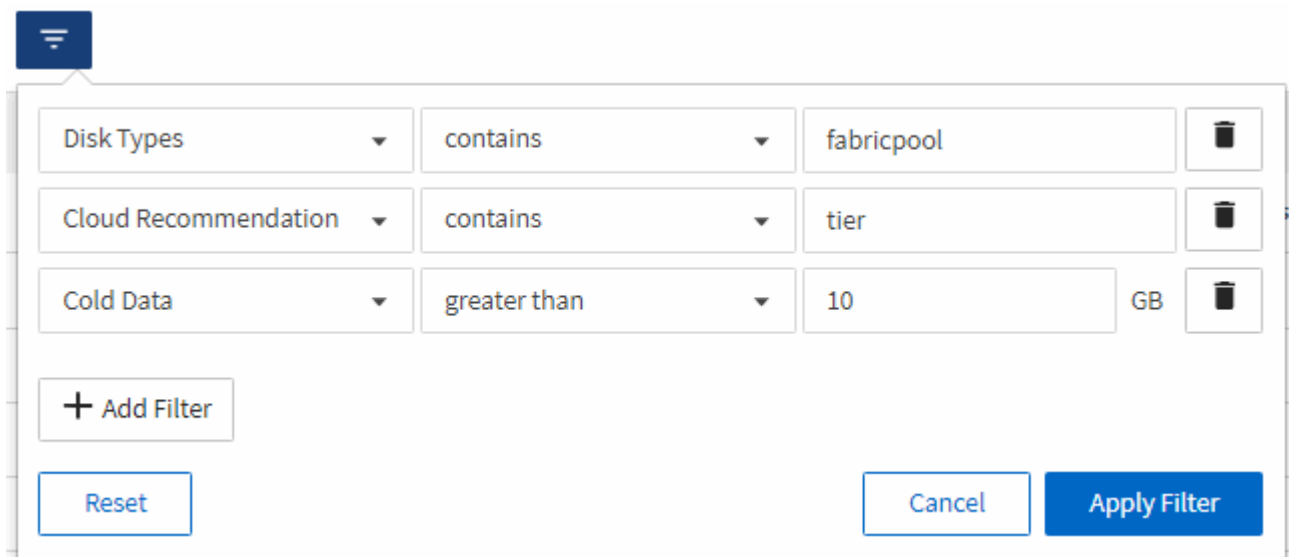 Disk Types contains fabricpool
Cloud Recommendation contains tier
Cold Data greater than 10 GB
Add Filter
Reset Cancel Apply Filter